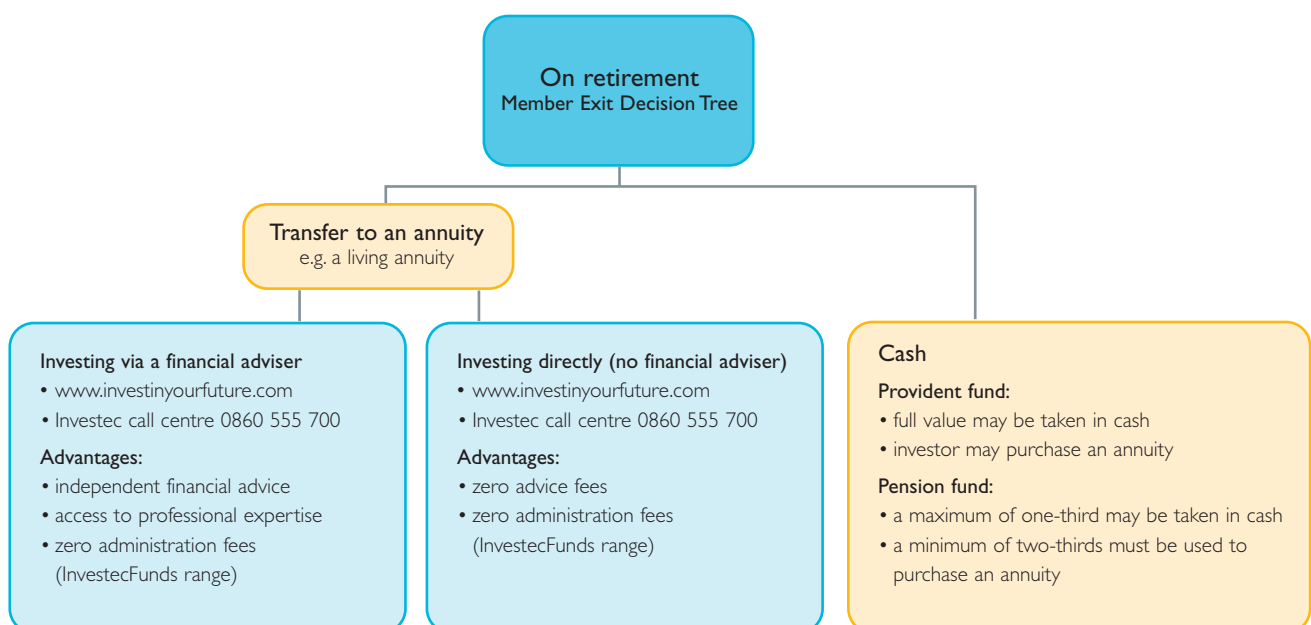 On retirement
Member Exit Decision Tree
Transfer to an annuity
e.g. a living annuity
Investing via a financial adviser
• www.investinyourfuture.com
• Investec call centre 0860 555 700
Advantages:
• independent financial advice
• access to professional expertise
• zero administration fees
(InvestecFunds range)
Investing directly (no financial adviser)
• www.investinyourfuture.com
• Investec call centre 0860 555 700
Advantages:
• zero advice fees
• zero administration fees
(InvestecFunds range)
Cash
Provident fund:
• full value may be taken in cash
• investor may purchase an annuity
Pension fund:
• a maximum of one-third may be taken in cash
• a minimum of two-thirds must be used to
purchase an annuity